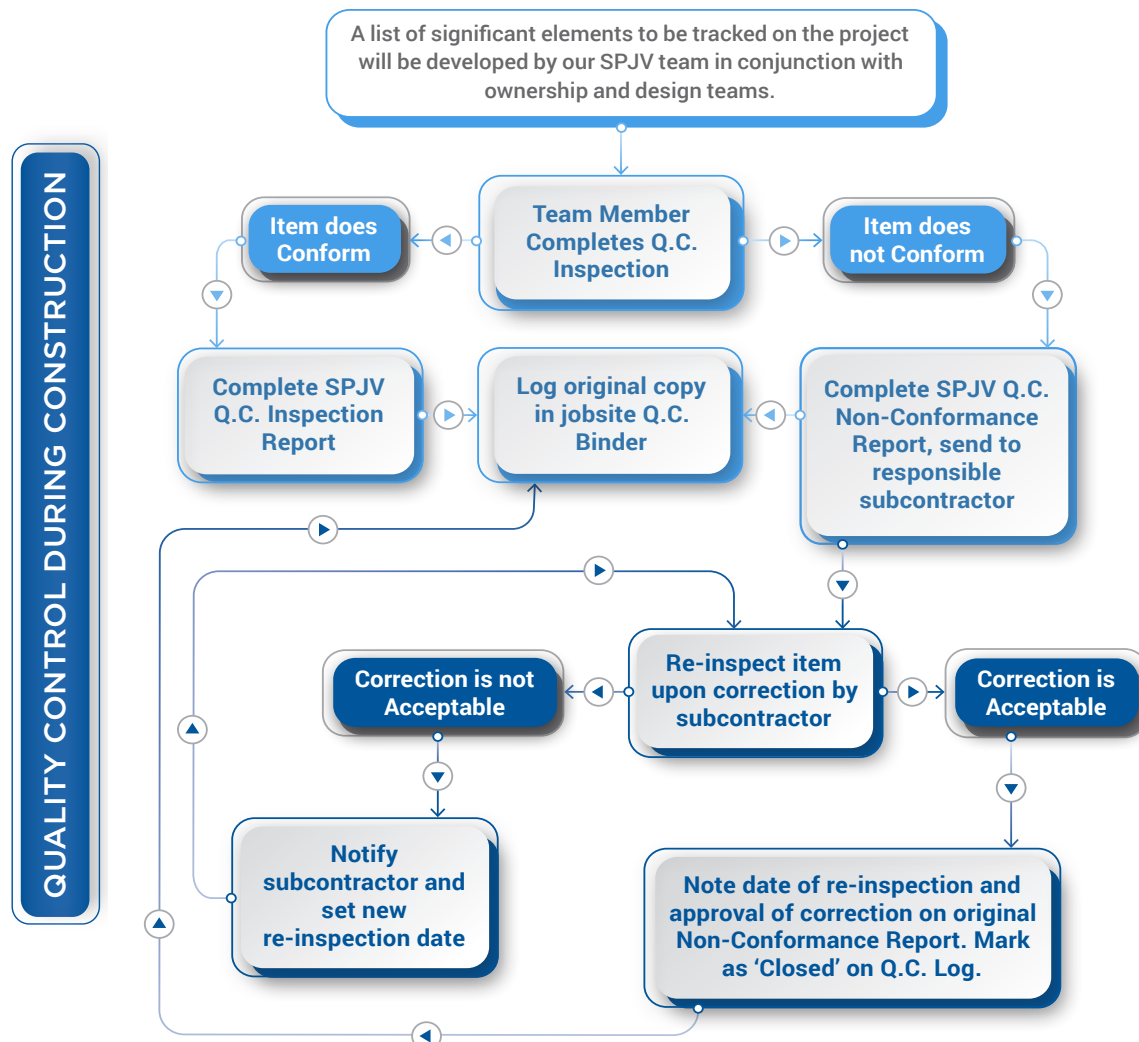 QUALITY CONTROL DURING CONSTRUCTION
A list of significant elements to be tracked on the project
will be developed by our SPJV team in conjunction with
ownership and design teams.
Team Member
Completes Q.C.
Inspection
Item does
Conform
Item does
not Conform
Complete SPJV
Q.C. Inspection
Report
Log original copy
in jobsite Q.C.
Binder
Complete SPJV Q.C.
Non-Conformance
Report, send to
responsible
subcontractor
Re-inspect item
upon correction by
subcontractor
Correction is not
Acceptable
Correction is
Acceptable
Notify
subcontractor and
set new
re-inspection date
Note date of re-inspection and
approval of correction on original
Non-Conformance Report. Mark
as ‘Closed’ on Q.C. Log.